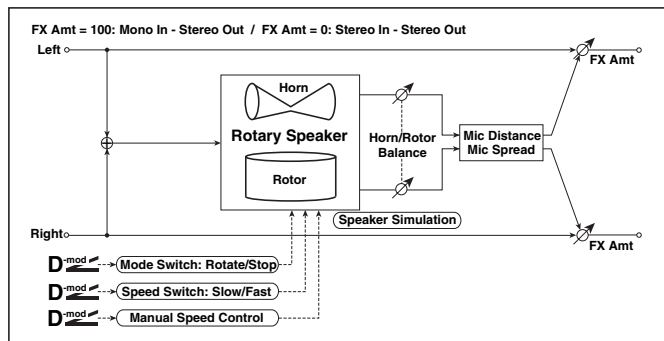 FX Amt = 100: Mono In - Stereo Out / FX Amt = 0: Stereo In - Stereo Out
Left
FX Amt
Horn
Rotary Speaker
Rotor
Horn/Rotor
Balance
Mic Distance
Mic Spread
Speaker Simulation
Right
FX Amt
D-mod
Mode Switch: Rotate/Stop
D-mod
Speed Switch: Slow/Fast
D-mod
Manual Speed Control